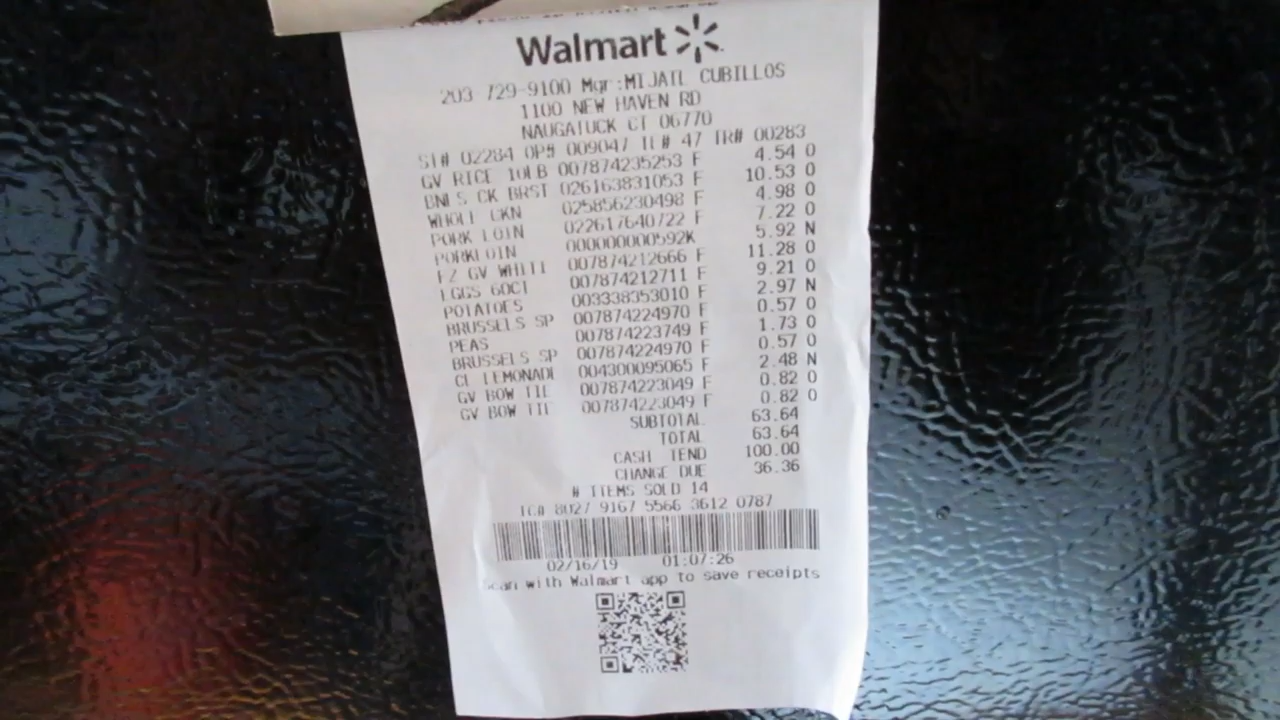 Walmart
203 729-9100 Mgr:MIJAIL CUBILLOS
1100 NEW HAVEN RD
NAUGATUCK CT 06770
ST# 02284 OP# 009047 TE# 47 TR# 00283
GV RICE 10LB 007874235253 F 4.54 O
BNLS CK BRST 026163831053 F 10.53 O
WHOLE CKN 025856230498 F 4.98 O
PORK LOIN 022617640722 F 7.22 O
PORKLOIN 000000000592K 5.92 N
FZ GV WHITE 007874212666 F 11.28 O
EGGS 60CT 007874212711 F 9.21 O
POTATOES 003338353010 F 2.97 N
BRUSSELS SP 007874224970 F 0.57 O
PEAS 007874223749 F 1.73 O
BRUSSELS SP 007874224970 F 0.57 O
CL LEMONADE 004300095065 F 2.48 N
GV BOW TIE 007874223049 F 0.82 O
GV BOW TIE 007874223049 F 0.82 O
SUBTOTAL 63.64
TOTAL 63.64
CASH TEND 100.00
CHANGE DUE 36.36
# ITEMS SOLD 14
TC# 8027 9167 5566 3612 0787
02/16/19 01:07:26
Scan with Walmart app to save receipts